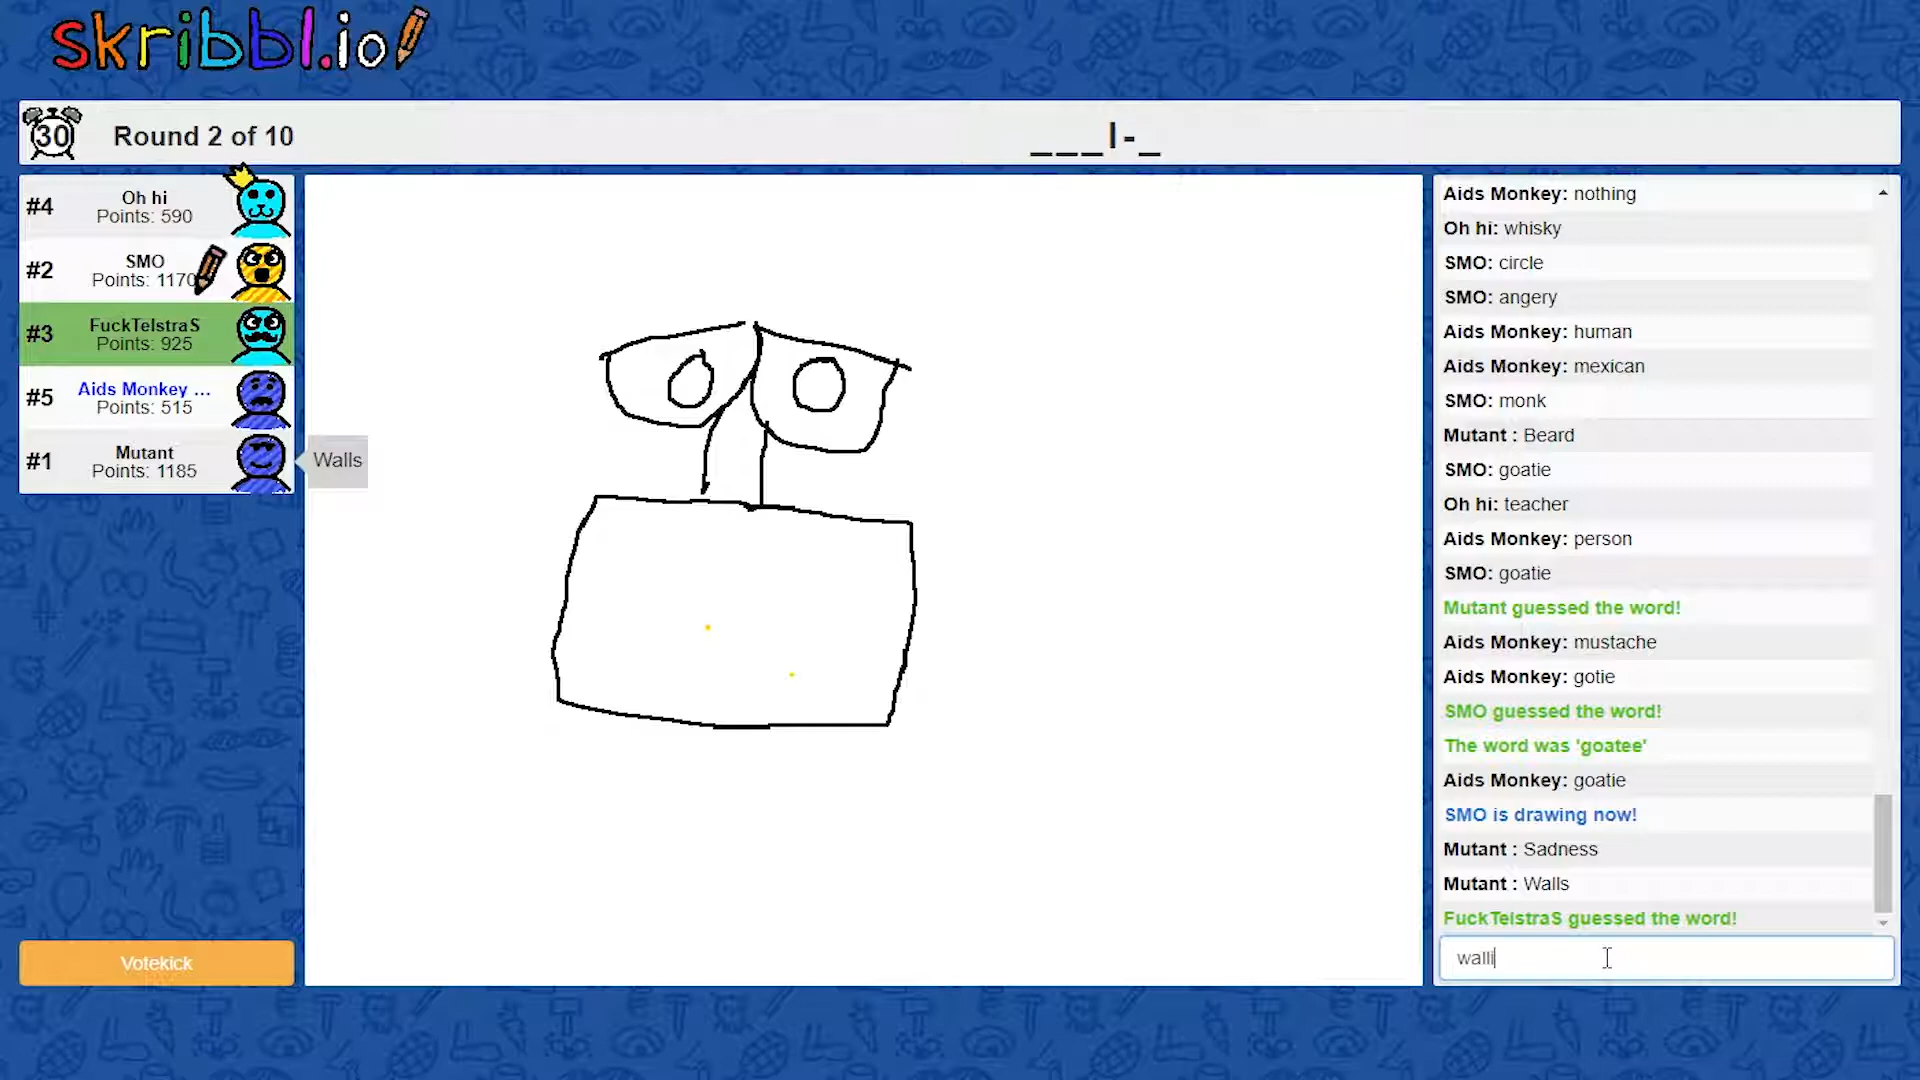 skribbl.io
30
Round 2 of 10
___l-_
#4
Oh hi
Points: 590
#2
SMO
Points: 1170
#3
FuckTelstraS
Points: 925
#5
Aids Monkey ...
Points: 515
#1
Mutant
Points: 1185
Walls
Votekick
Aids Monkey: nothing
Oh hi: whisky
SMO: circle
SMO: angery
Aids Monkey: human
Aids Monkey: mexican
SMO: monk
Mutant : Beard
SMO: goatie
Oh hi: teacher
Aids Monkey: person
SMO: goatie
Mutant guessed the word!
Aids Monkey: mustache
Aids Monkey: gotie
SMO guessed the word!
The word was 'goatee'
Aids Monkey: goatie
SMO is drawing now!
Mutant : Sadness
Mutant : Walls
FuckTelstraS guessed the word!
walli